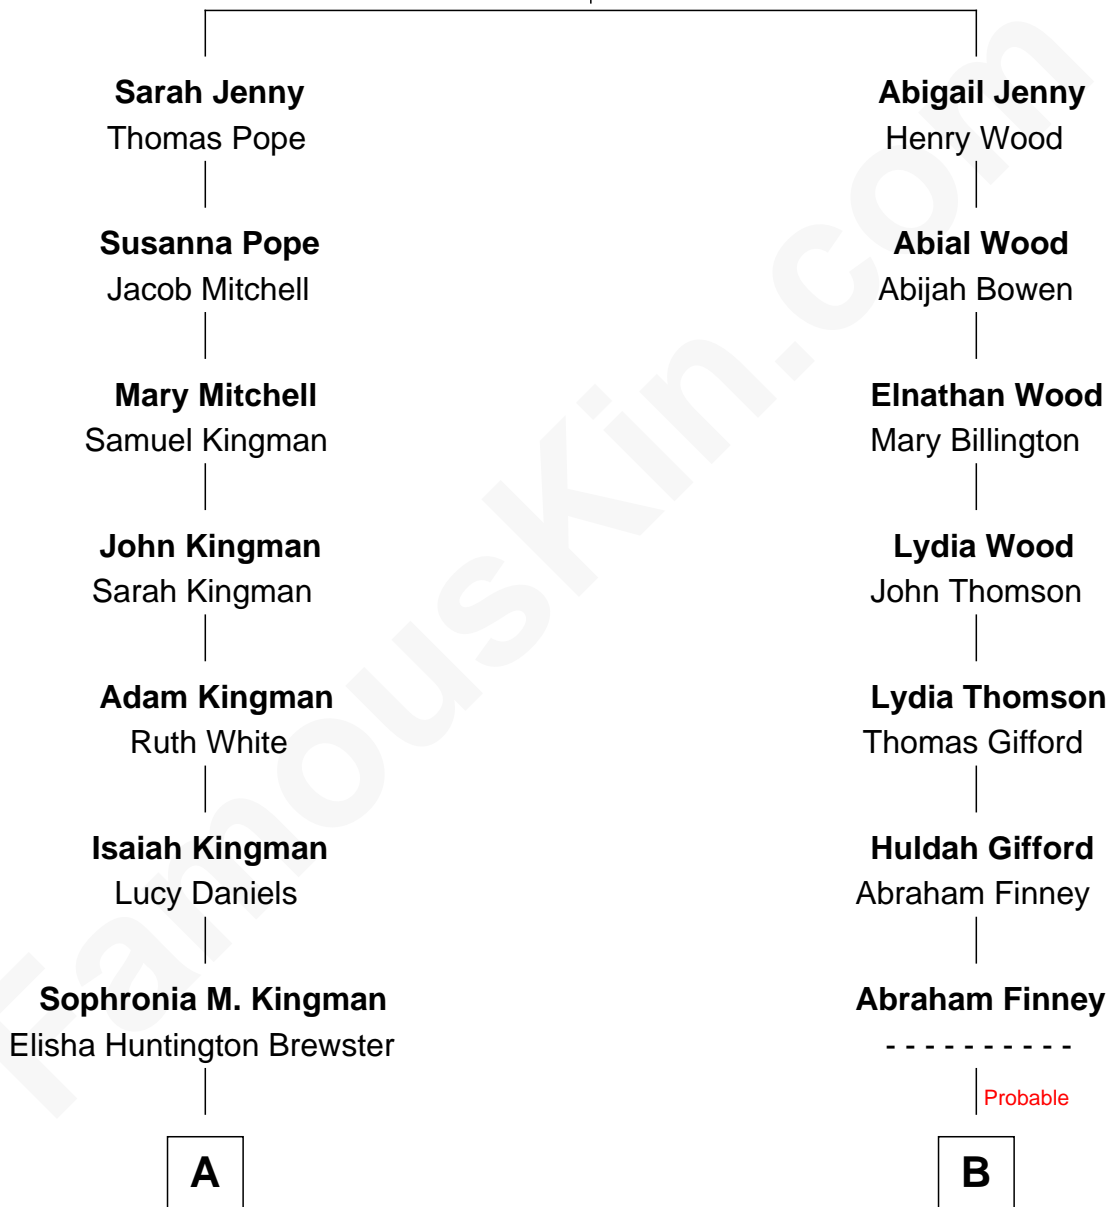 Sarah Jenny
Thomas Pope
Abigail Jenny
Henry Wood
Susanna Pope
Jacob Mitchell
Abial Wood
Abijah Bowen
Mary Mitchell
Samuel Kingman
Elnathan Wood
Mary Billington
John Kingman
Sarah Kingman
Lydia Wood
John Thomson
Adam Kingman
Ruth White
Lydia Thomson
Thomas Gifford
Isaiah Kingman
Lucy Daniels
Huldah Gifford
Abraham Finney
Sophronia M. Kingman
Elisha Huntington Brewster
Abraham Finney
- - - - - - - - - -
Probable
A
B
FamousKin.com